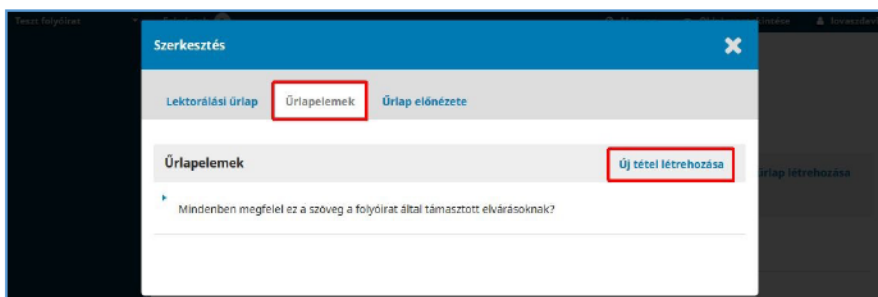 Teszt folyóirat
Szerkesztés
Lektorálási űrlap
Űrlapelemek
Űrlap előnézete
Űrlapelemek
Új tétel létrehozása
űrlap létrehozása
Mindenben megfelel ez a szöveg a folyóirat által támasztott elvárásoknak?